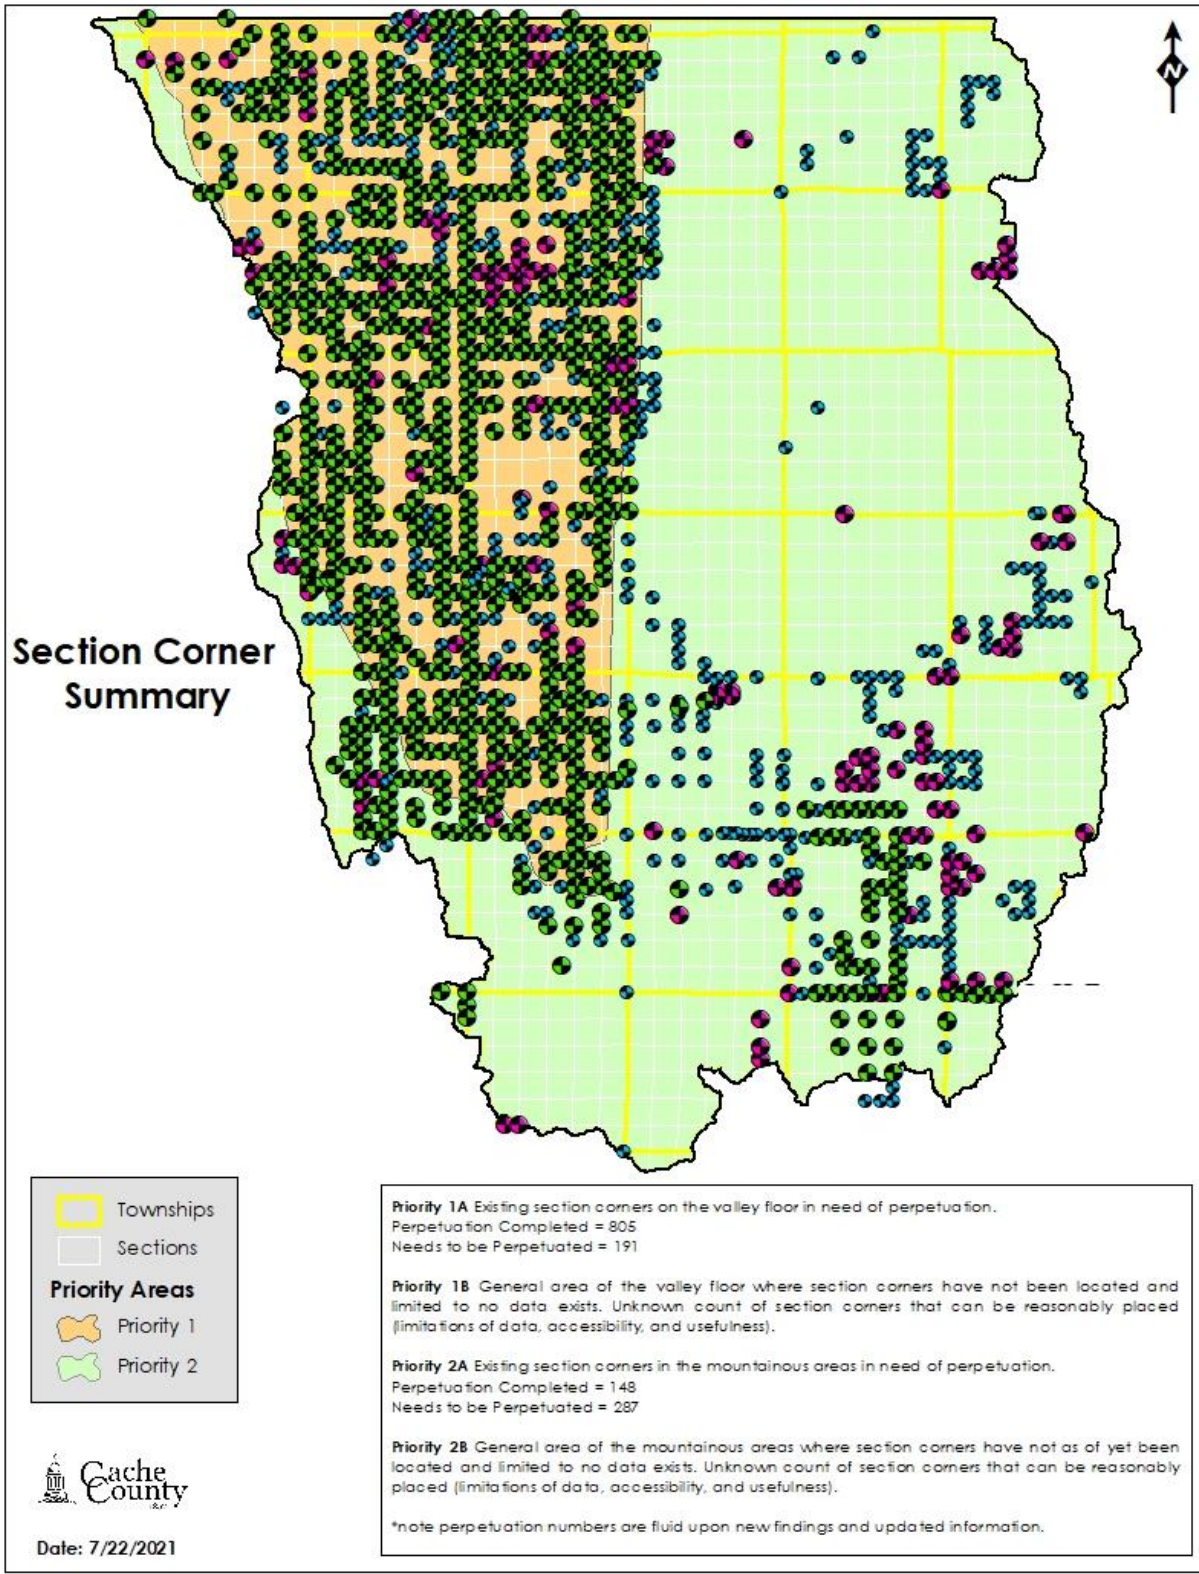 N
Section Corner
Summary
Townships
Sections
Priority Areas
Priority 1
Priority 2
Cache
County
Date: 7/22/2021
Priority 1A Existing section corners on the valley floor in need of perpetuation.
Perpetuation Completed = 805
Needs to be Perpetuated = 191
Priority 1B General area of the valley floor where section corners have not been located and
limited to no data exists. Unknown count of section corners that can be reasonably placed
(limitations of data, accessibility, and usefulness).
Priority 2A Existing section corners in the mountainous areas in need of perpetuation.
Perpetuation Completed = 148
Needs to be Perpetuated = 287
Priority 2B General area of the mountainous areas where section corners have not as of yet been
located and limited to no data exists. Unknown count of section corners that can be reasonably
placed (limitations of data, accessibility, and usefulness).
*note perpetuation numbers are fluid upon new findings and updated information.